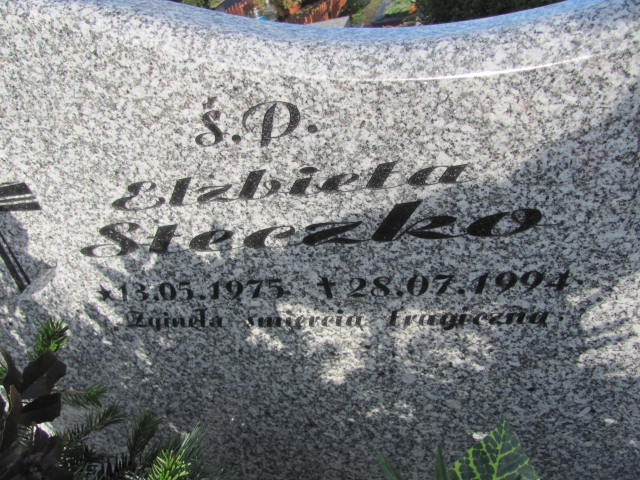 Ś.P.
Elżbieta
Steczko
*13.05.1975 †28.07.1994
Zginęła śmiercią tragiczną.